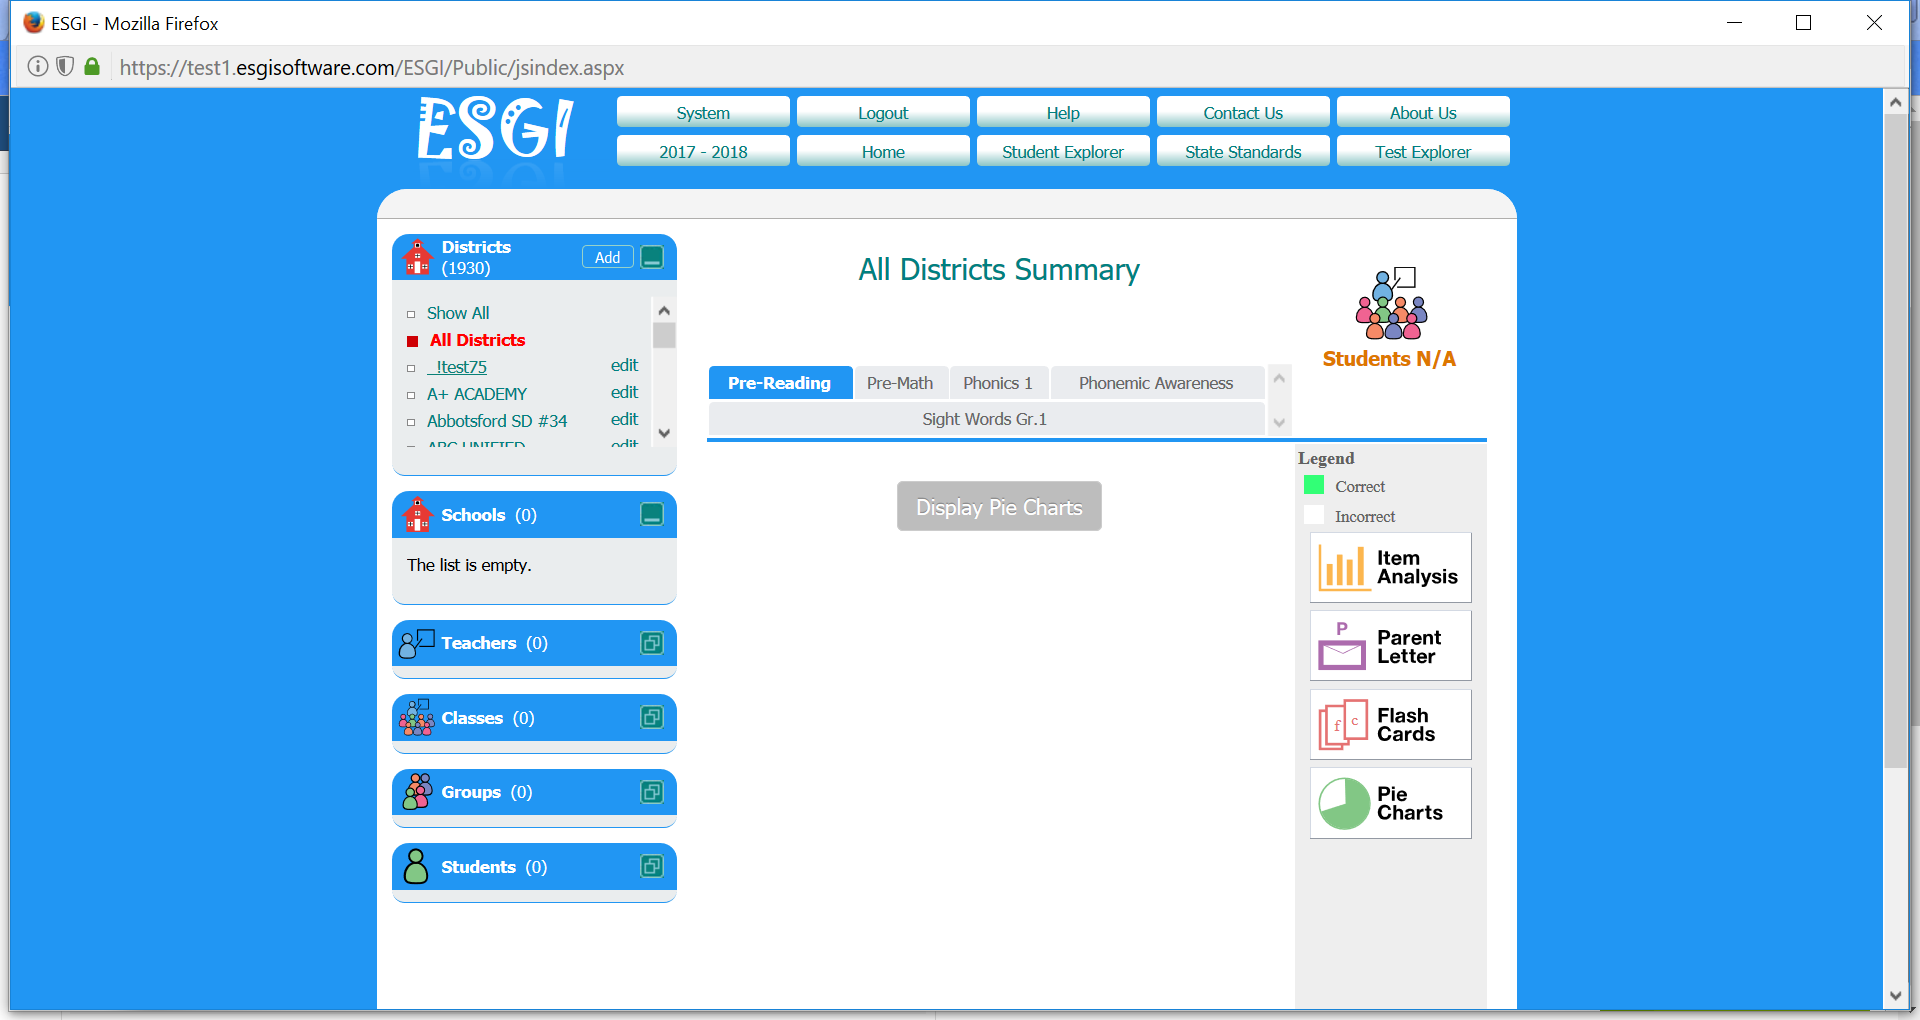 ESGI - Mozilla Firefox
https://test1.esgisoftware.com/ESGI/Public/jsindex.aspx
ESGI
System
Logout
Help
Contact Us
About Us
2017 - 2018
Home
Student Explorer
State Standards
Test Explorer
Districts
(1930)
Add
Show All
All Districts
_!test75 edit
A+ ACADEMY edit
Abbotsford SD #34 edit
ABC UNIFIED edit
Schools (0)
The list is empty.
Teachers (0)
Classes (0)
Groups (0)
Students (0)
All Districts Summary
Students N/A
Pre-Reading
Pre-Math
Phonics 1
Phonemic Awareness
Sight Words Gr.1
Display Pie Charts
Legend
Correct
Incorrect
Item
Analysis
P
Parent
Letter
f c
Flash
Cards
Pie
Charts